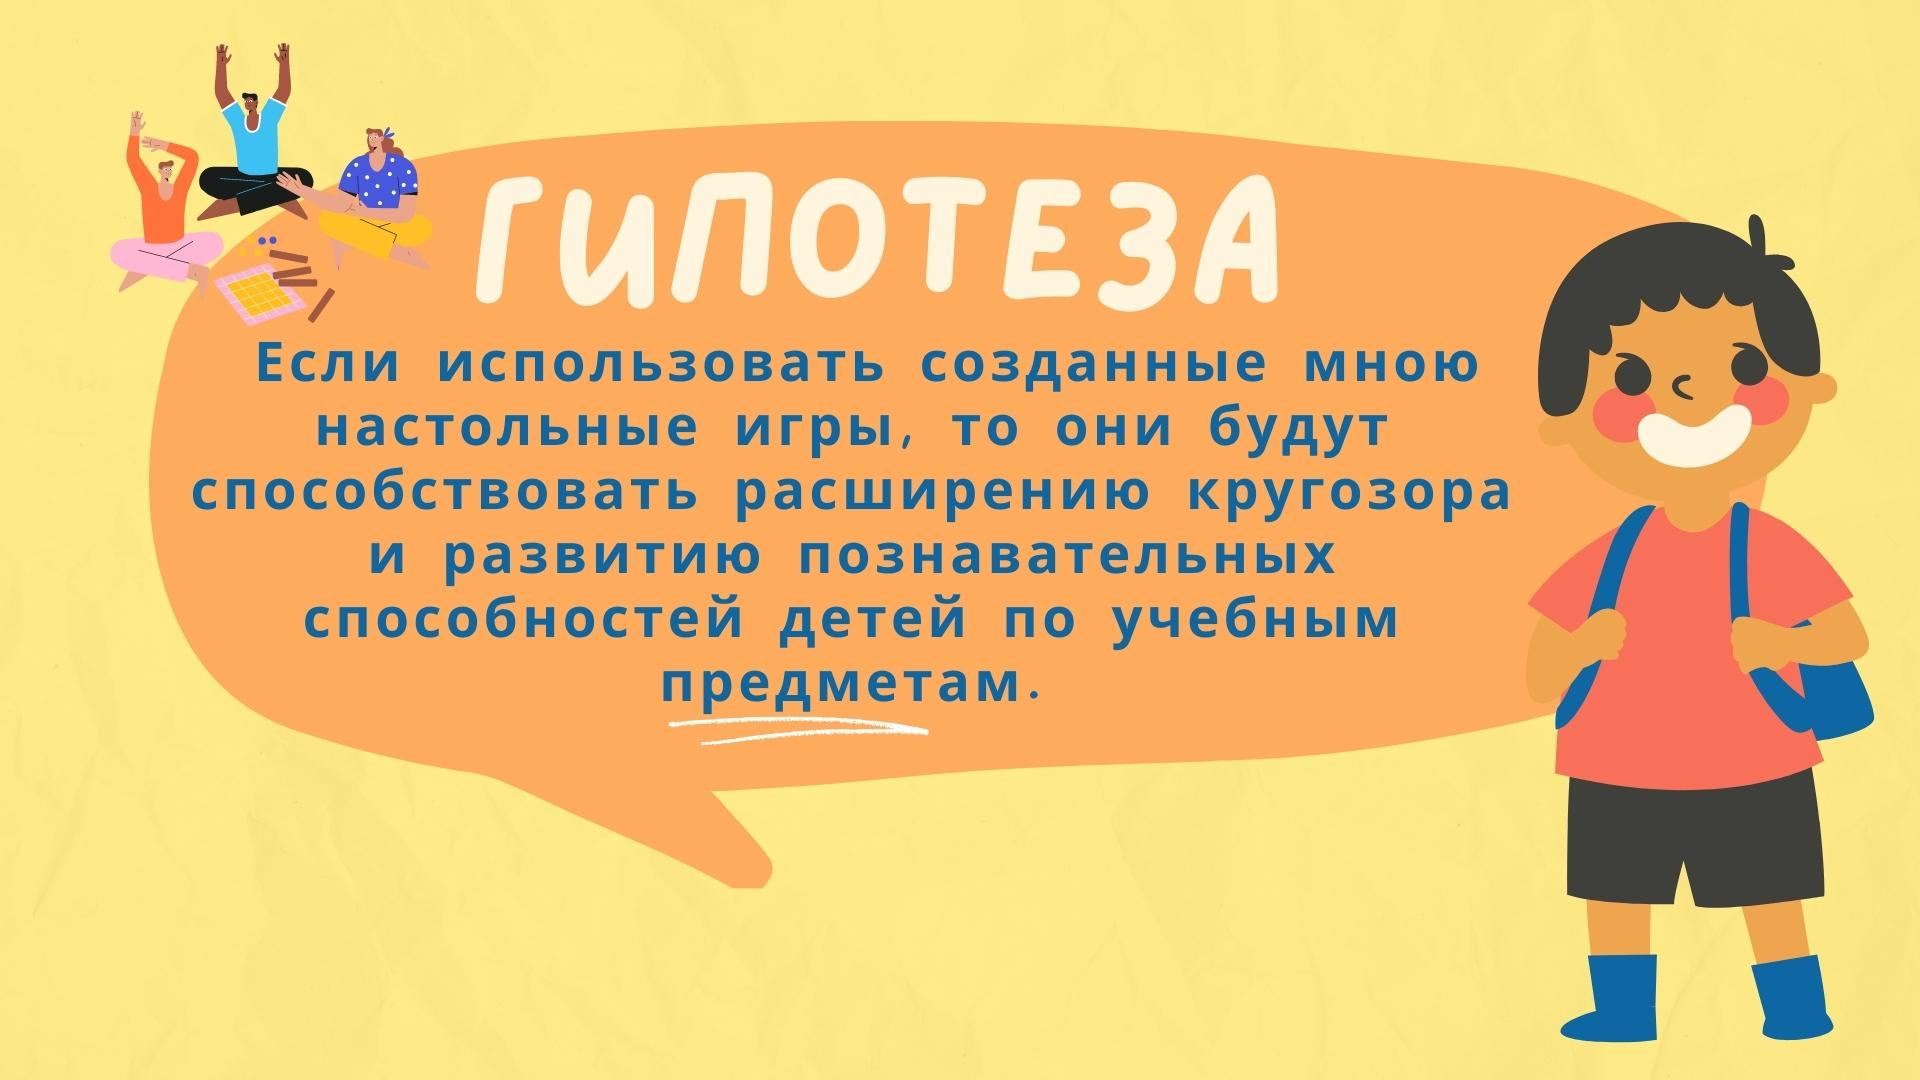 ГИПОТЕЗА
Если использовать созданные мною
настольные игры, то они будут
способствовать расширению кругозора
и развитию познавательных
способностей детей по учебным
предметам.